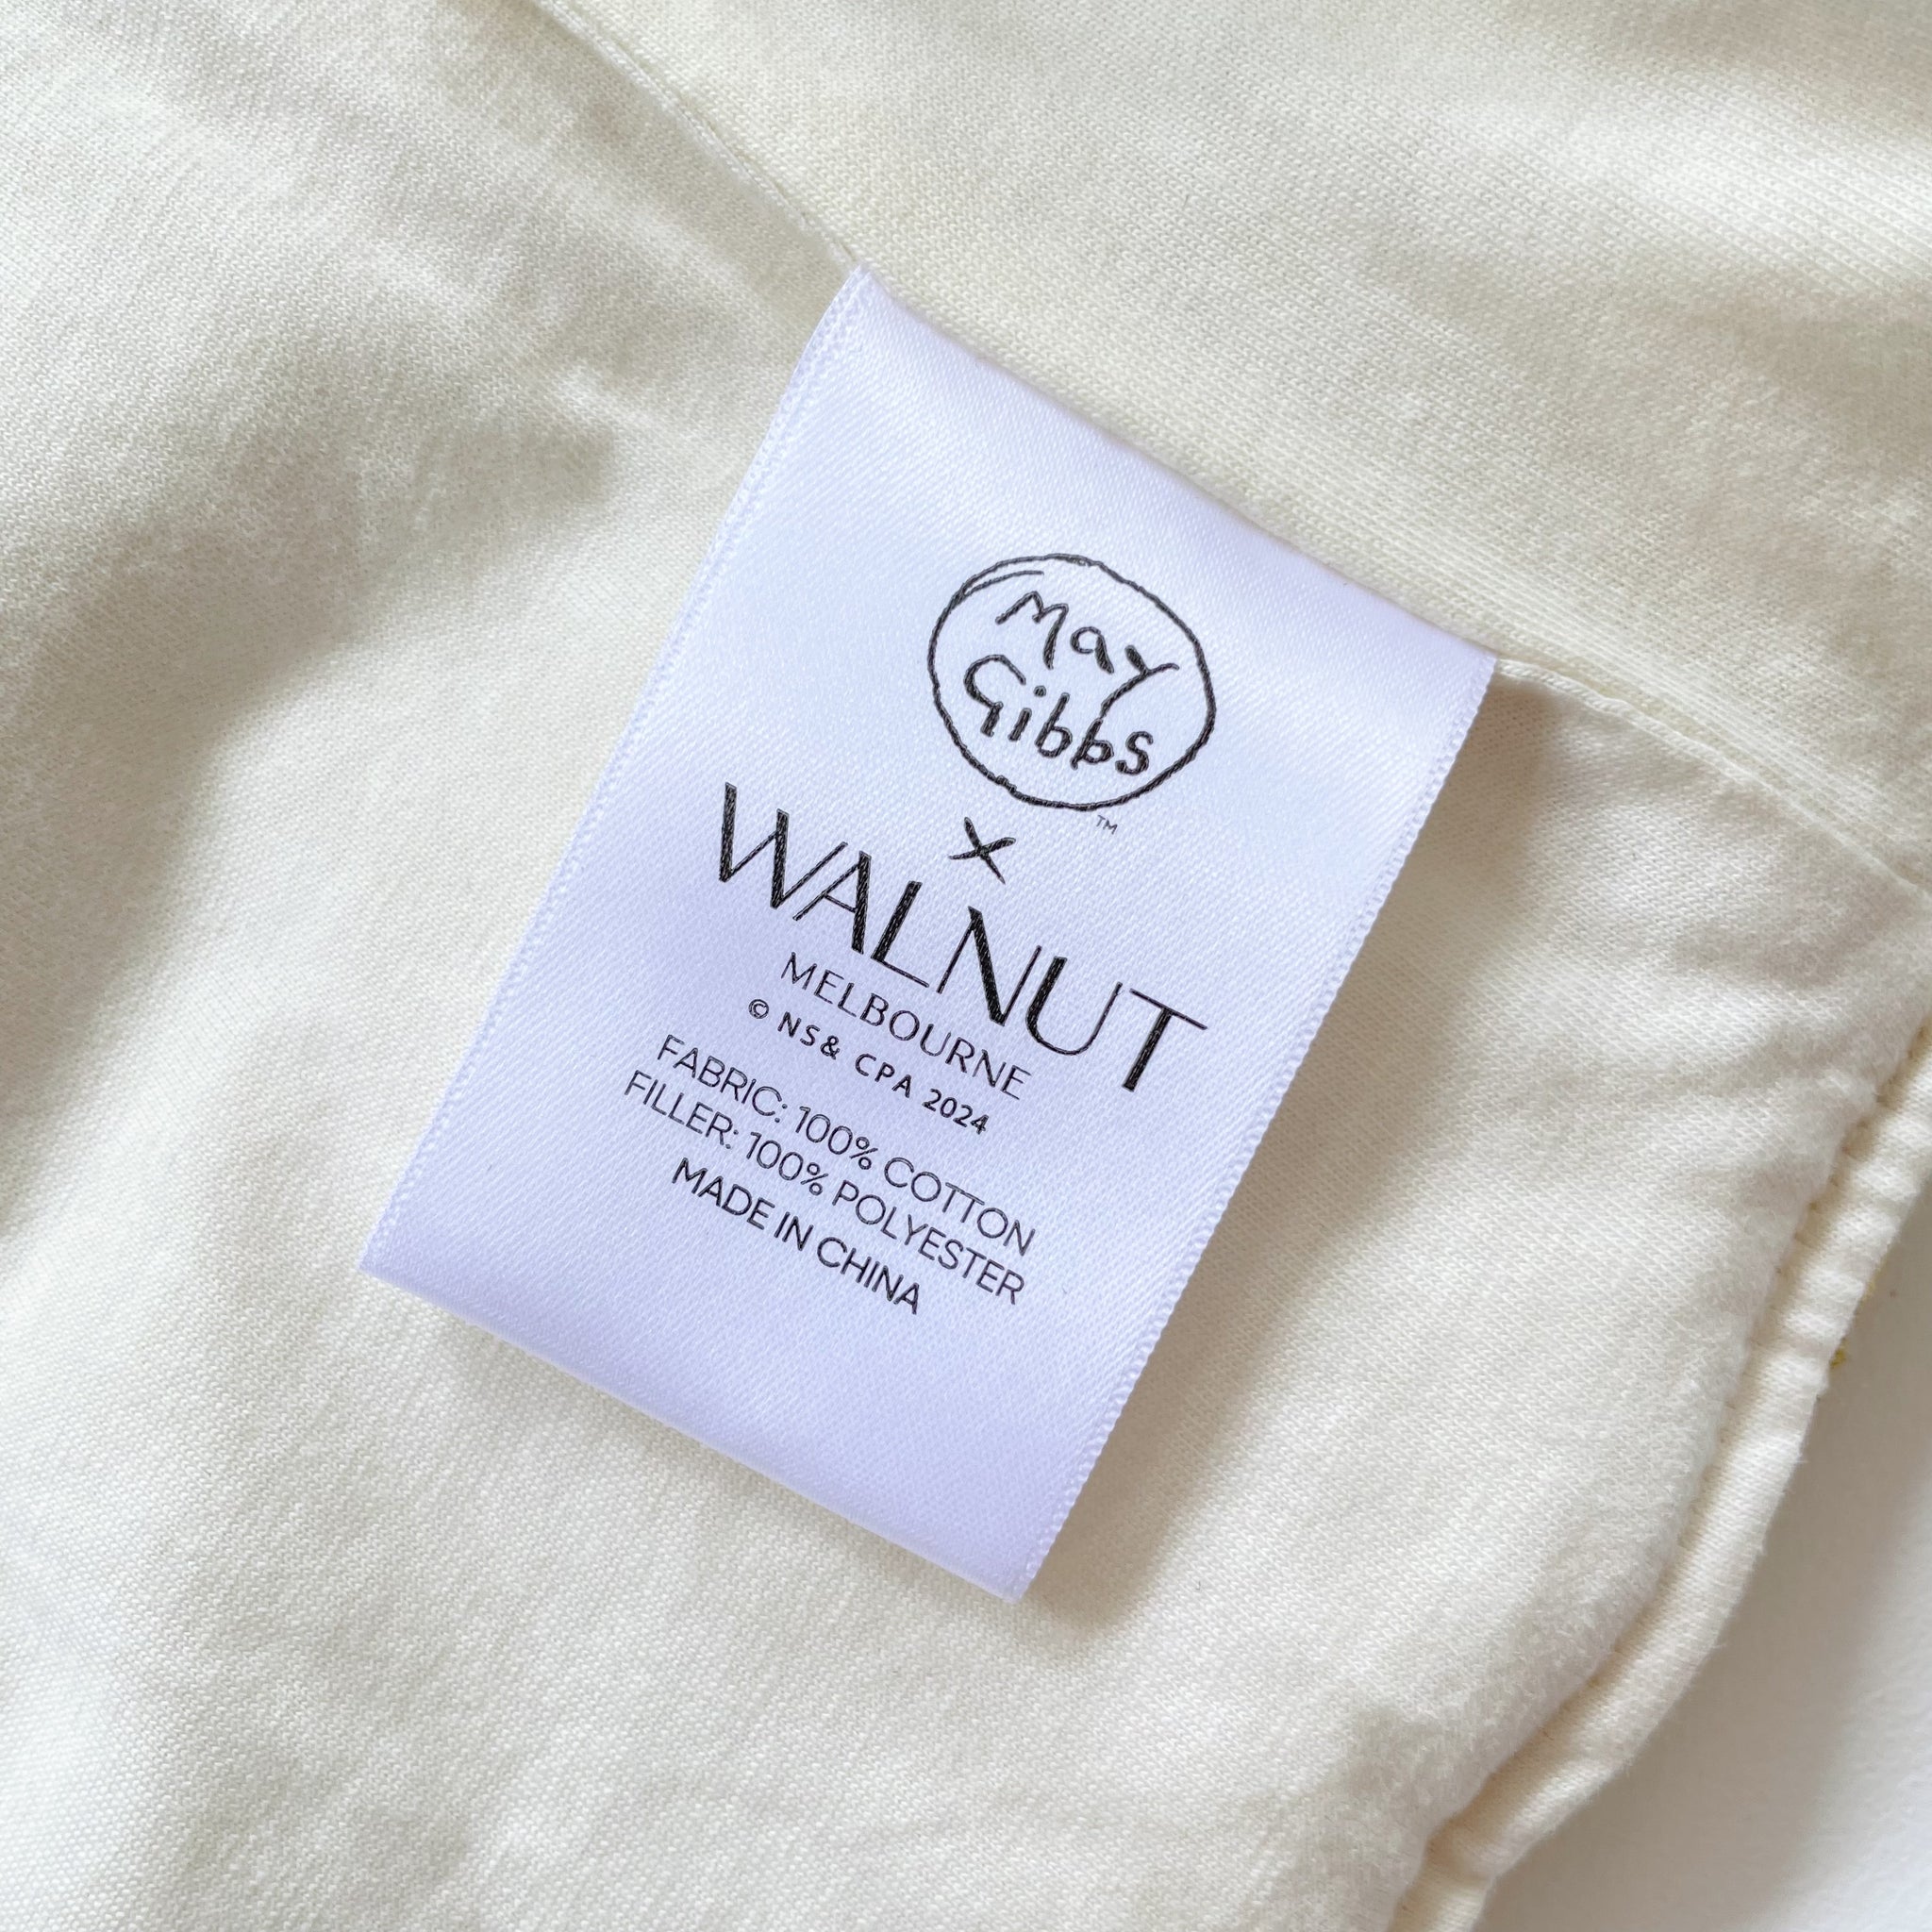 May
Gibbs
™
x
WALNUT
MELBOURNE
© NS& CPA 2024
FABRIC: 100% COTTON
FILLER: 100% POLYESTER
MADE IN CHINA